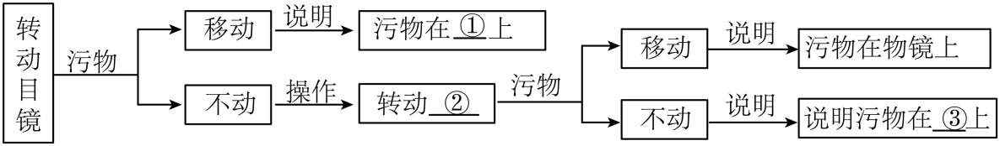 转动目镜
污物
移动
说明
污物在 ① 上
不动
操作
转动 ②
污物
移动
说明
污物在物镜上
不动
说明
说明污物在 ③ 上